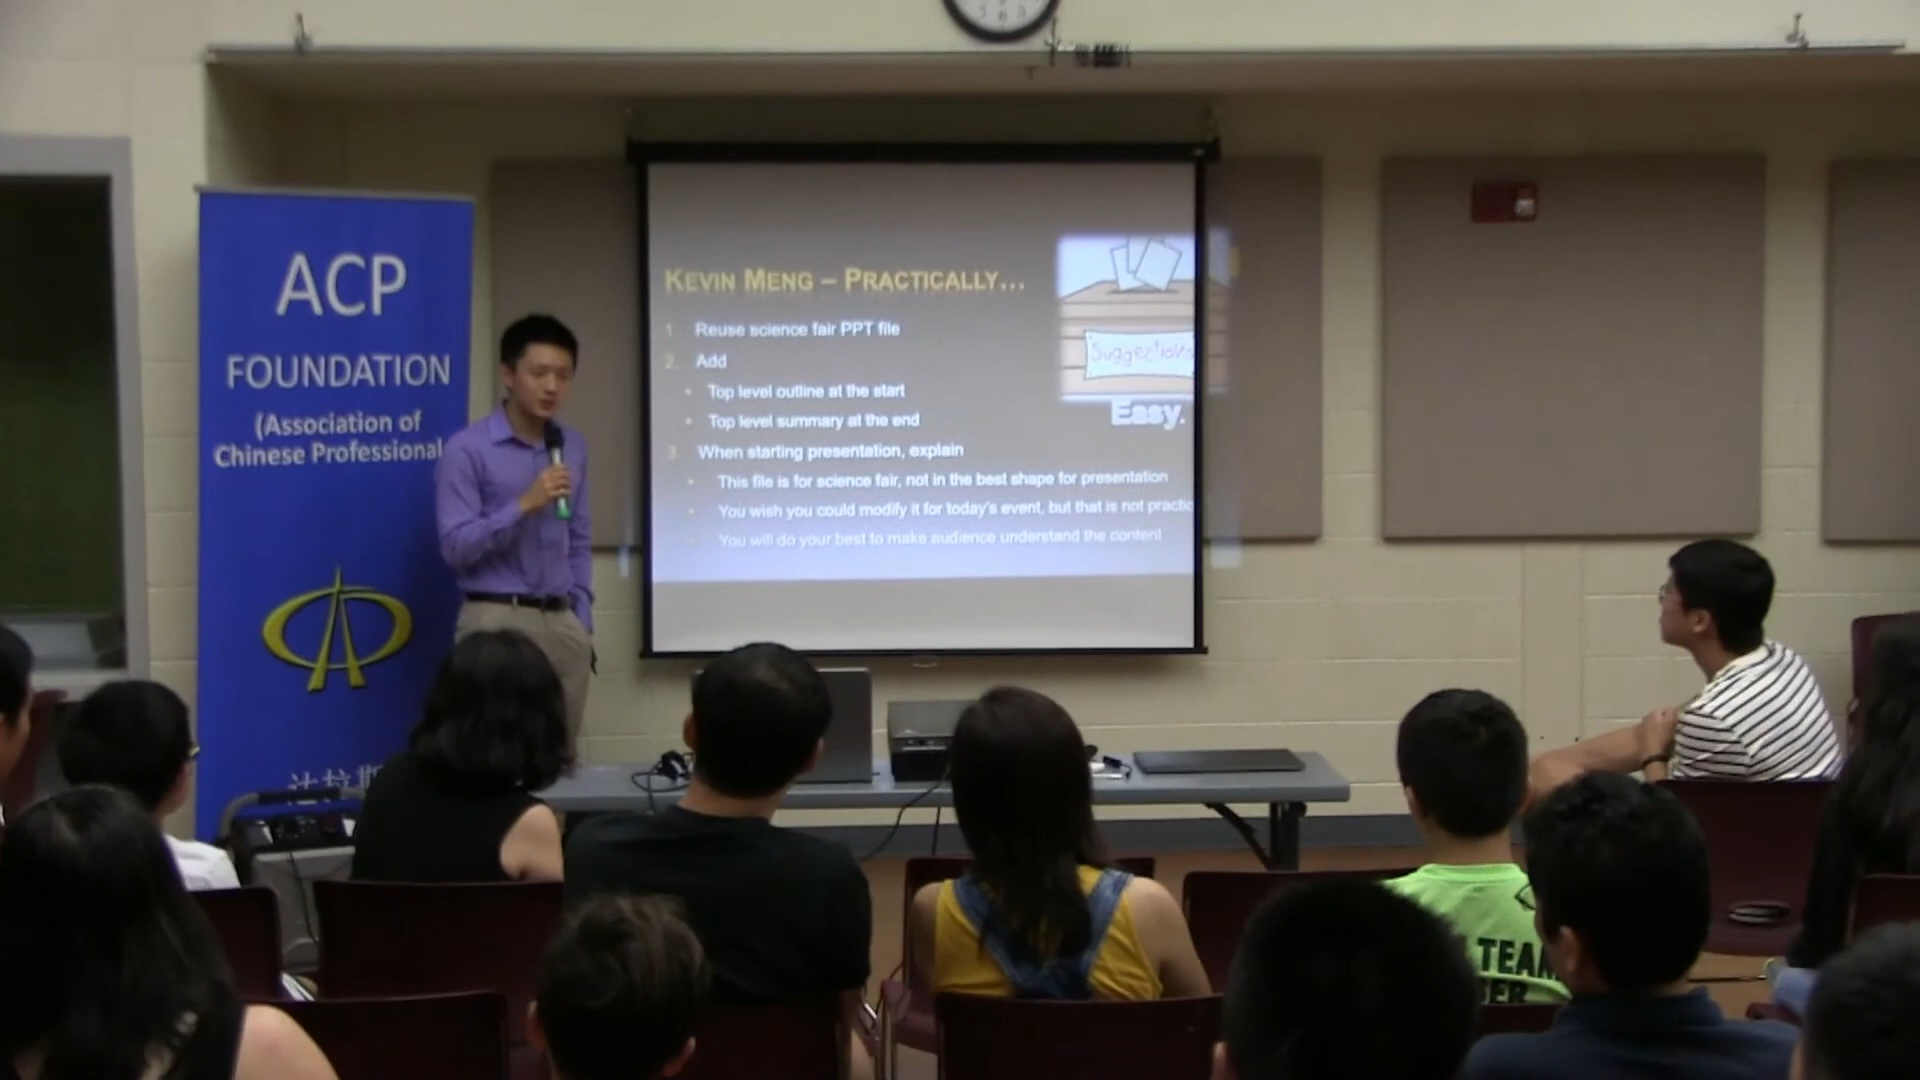 ACP
FOUNDATION
(Association of
Chinese Professional
达拉斯
KEVIN MENG – PRACTICALLY...
1. Reuse science fair PPT file
2. Add
• Top level outline at the start
• Top level summary at the end
3. When starting presentation, explain
• This file is for science fair, not in the best shape for presentation
• You wish you could modify it for today's event, but that is not practic
• You will do your best to make audience understand the content
Suggestions
Easy.
TEAM